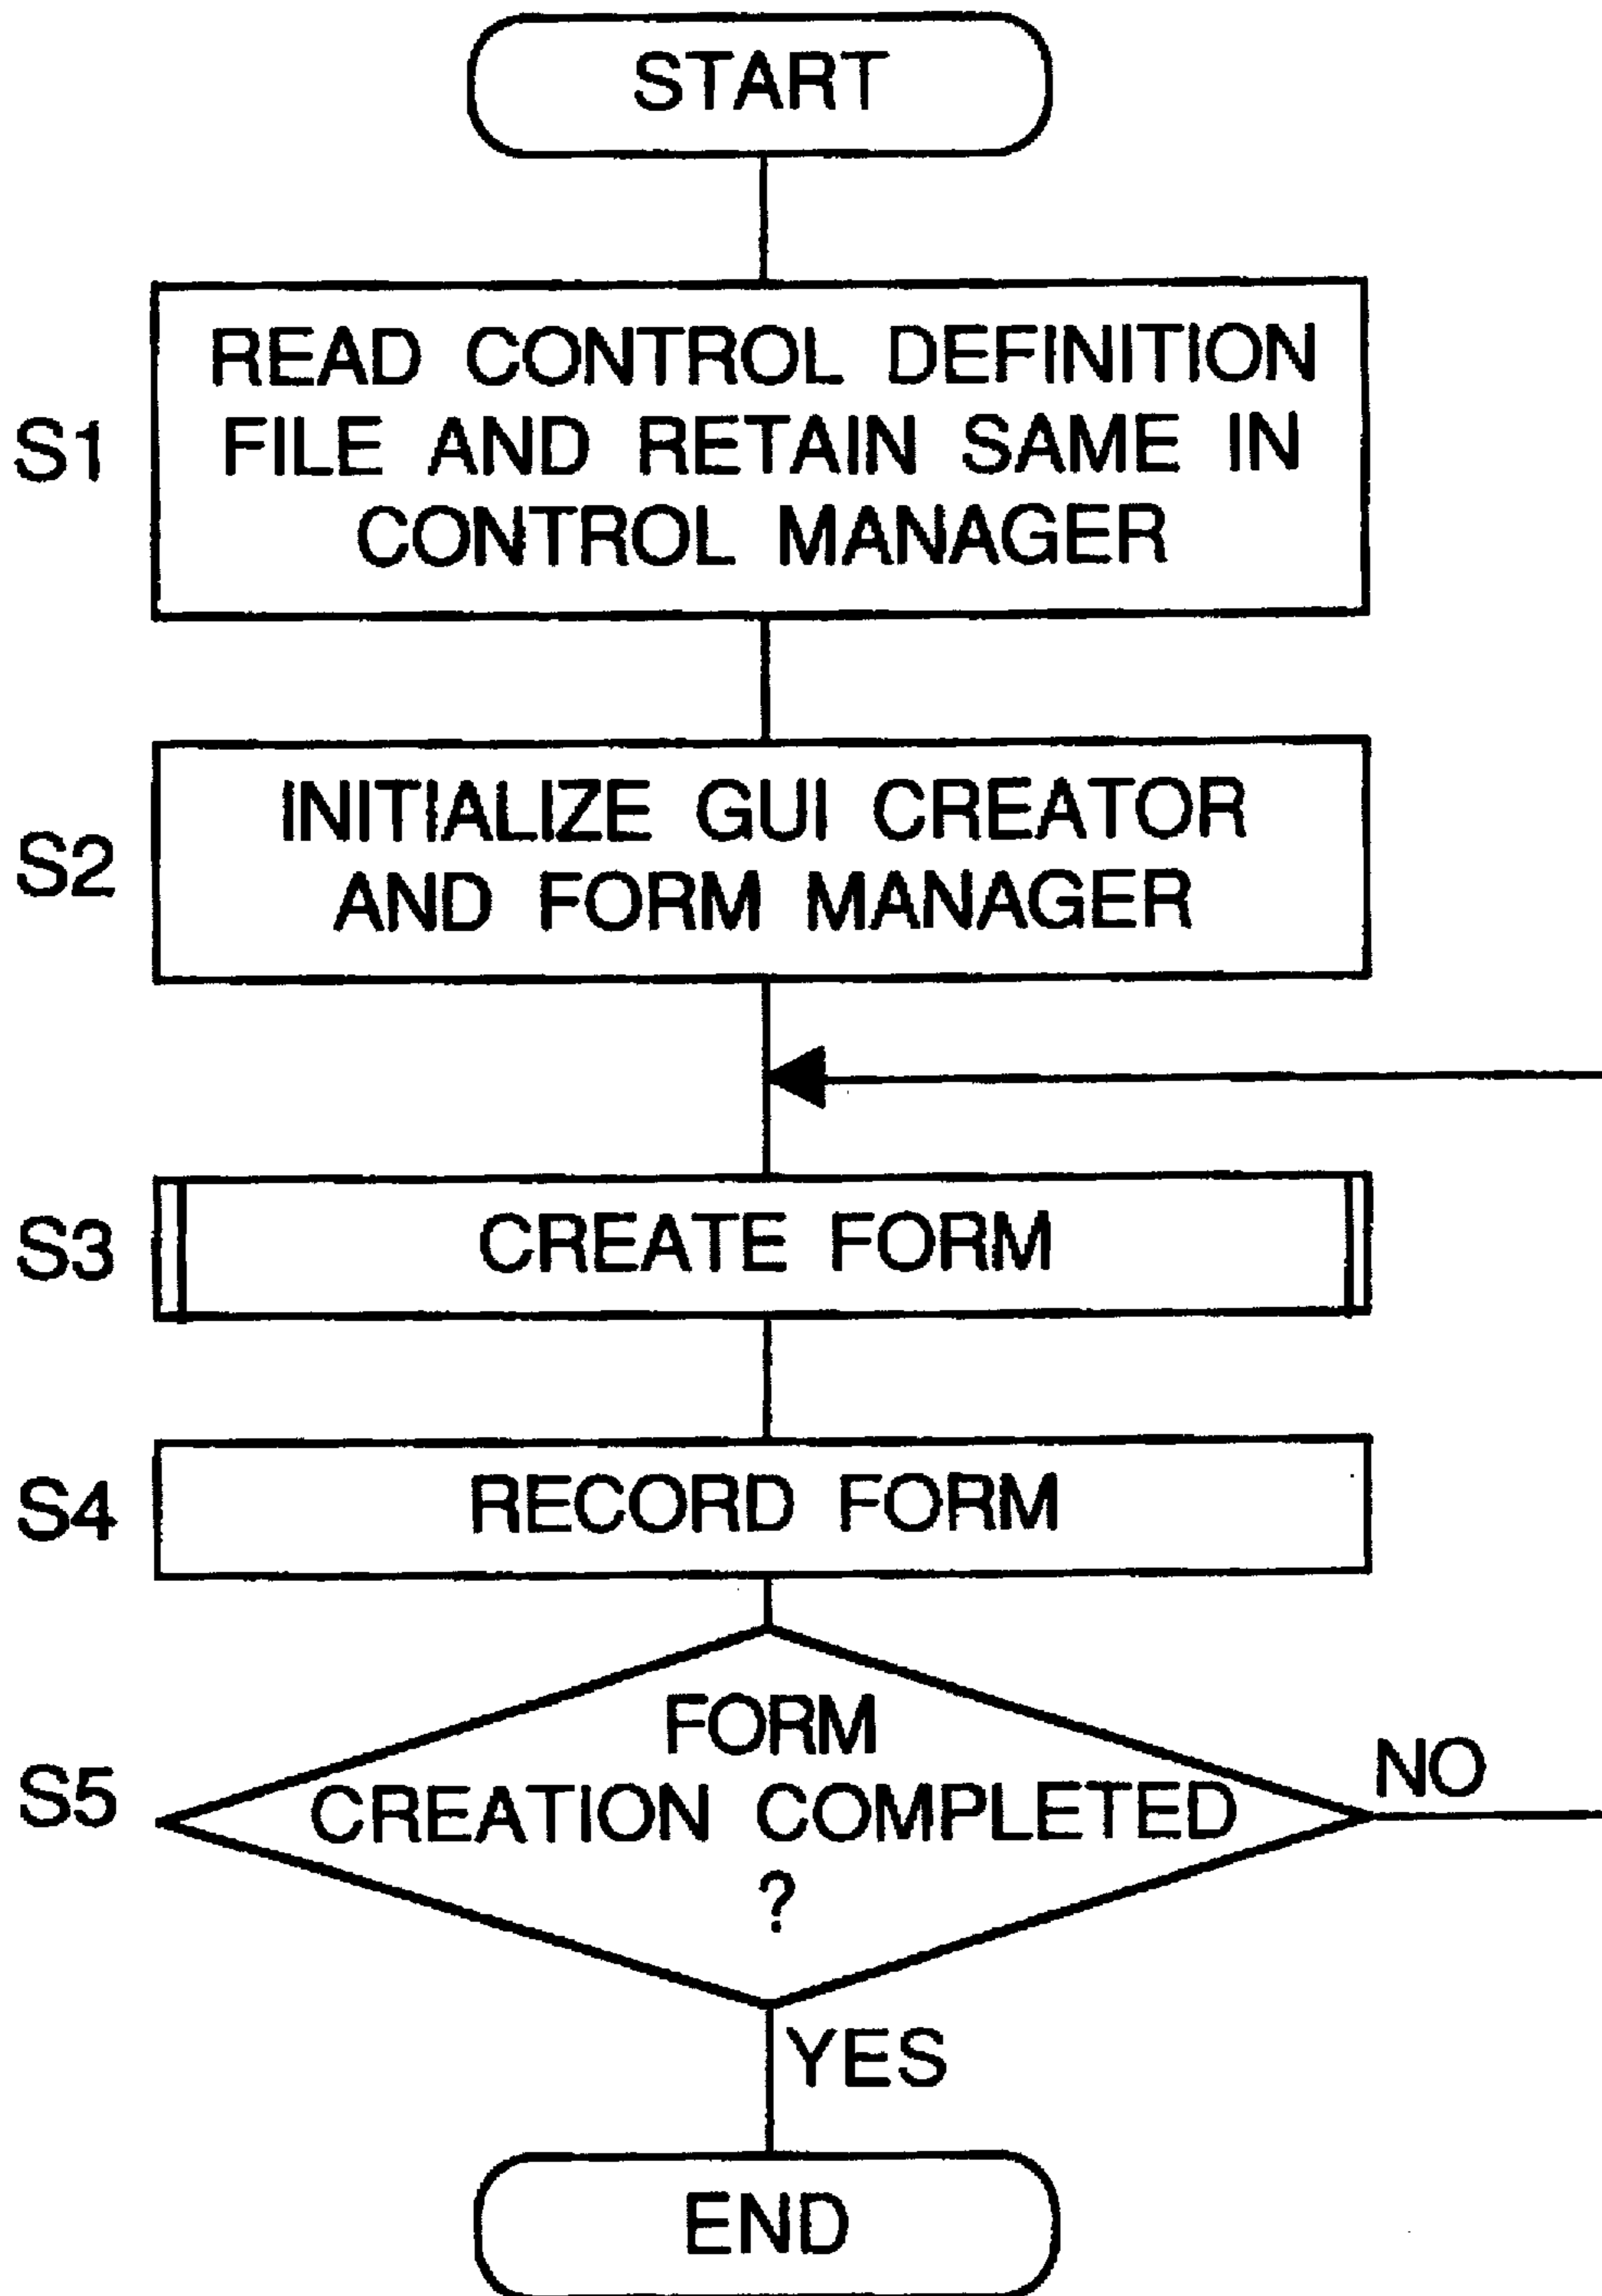 START
S1
READ CONTROL DEFINITION
FILE AND RETAIN SAME IN
CONTROL MANAGER
S2
INITIALIZE GUI CREATOR
AND FORM MANAGER
S3
CREATE FORM
S4
RECORD FORM
S5
FORM
CREATION COMPLETED
?
NO
YES
END